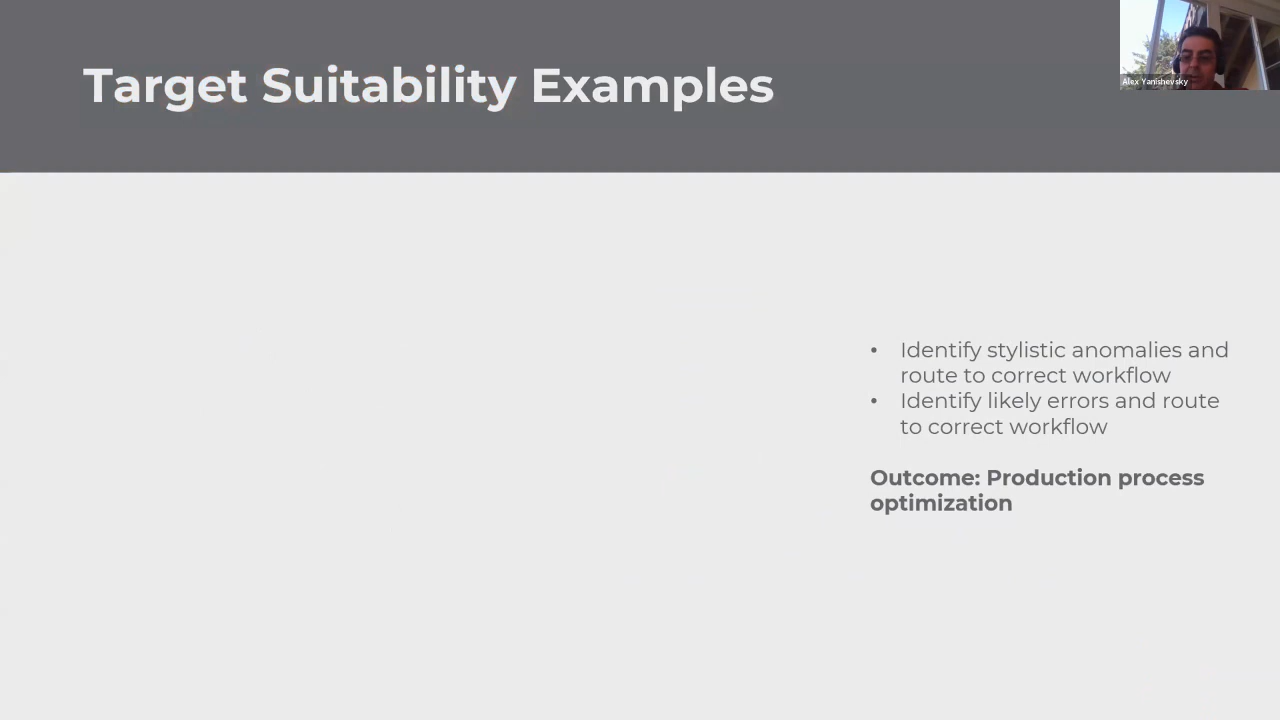 Target Suitability Examples
Alex Yanishevsky
• Identify stylistic anomalies and
route to correct workflow
• Identify likely errors and route
to correct workflow
Outcome: Production process
optimization